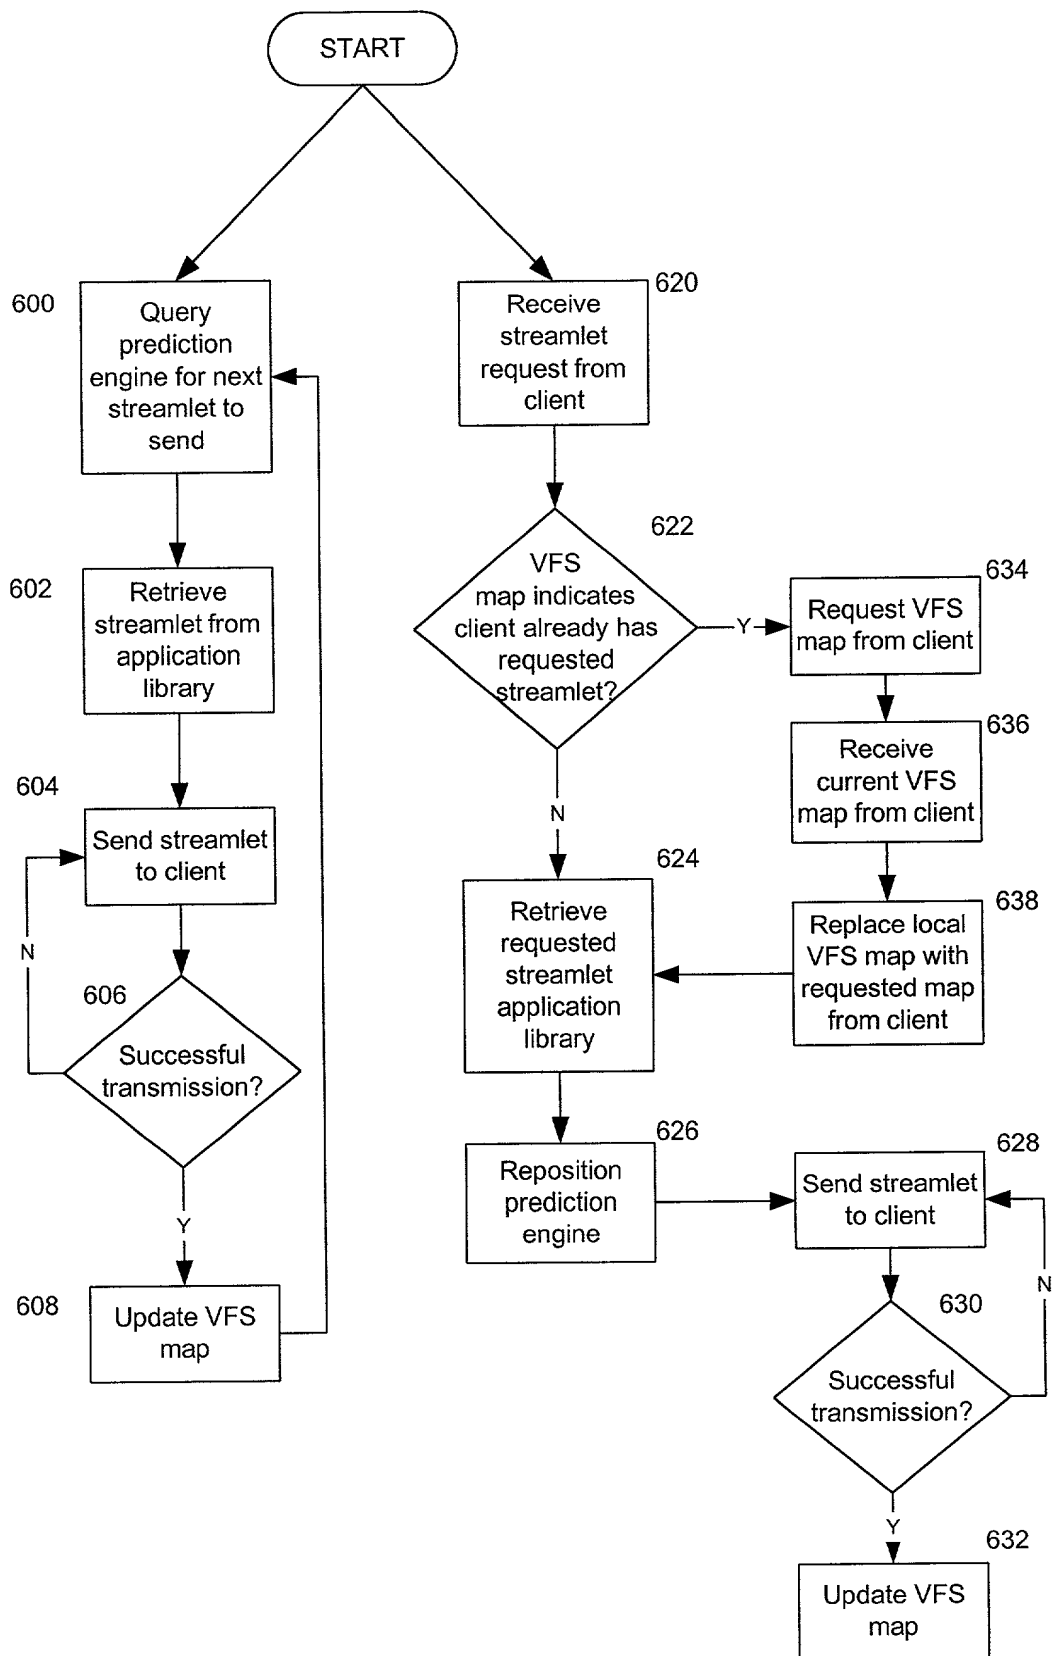 START
600
Query
prediction
engine for next
streamlet to
send
602
Retrieve
streamlet from
application
library
604
Send streamlet
to client
N
606
Successful
transmission?
Y
608
Update VFS
map
620
Receive
streamlet
request from
client
622
VFS
map indicates
client already has
requested
streamlet?
Y
N
634
Request VFS
map from client
636
Receive
current VFS
map from client
638
Replace local
VFS map with
requested map
from client
624
Retrieve
requested
streamlet
application
library
626
Reposition
prediction
engine
628
Send streamlet
to client
N
630
Successful
transmission?
Y
632
Update VFS
map